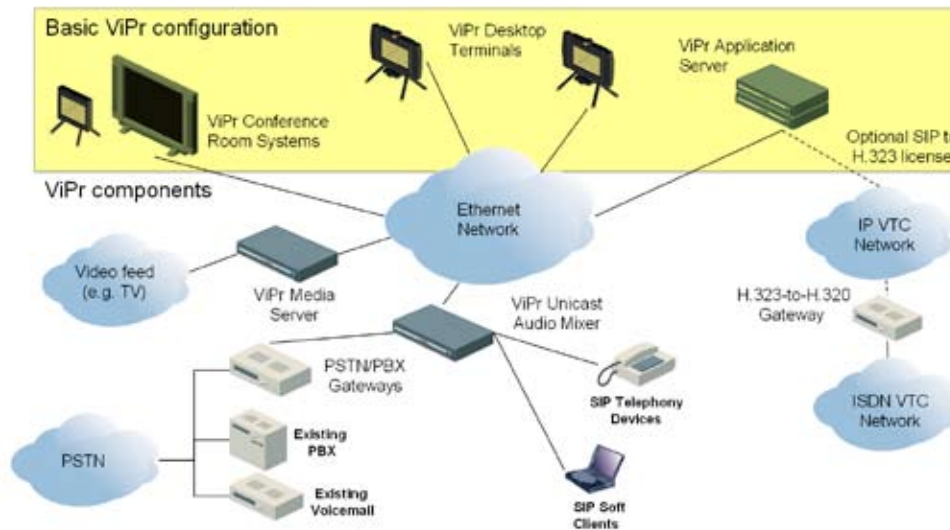 Basic ViPr configuration
ViPr Desktop
Terminals
ViPr Application
Server
ViPr Conference
Room Systems
Optional SIP t
H.323 license
ViPr components
Ethernet
Network
IP VTC
Network
Video feed
(e.g. TV)
ViPr Media
Server
ViPr Unicast
Audio Mixer
H.323-to-H.320
Gateway
PSTN/PBX
Gateways
SIP Telephony
Devices
ISDN VTC
Network
Existing
PBX
PSTN
Existing
Voicemail
SIP Soft
Clients